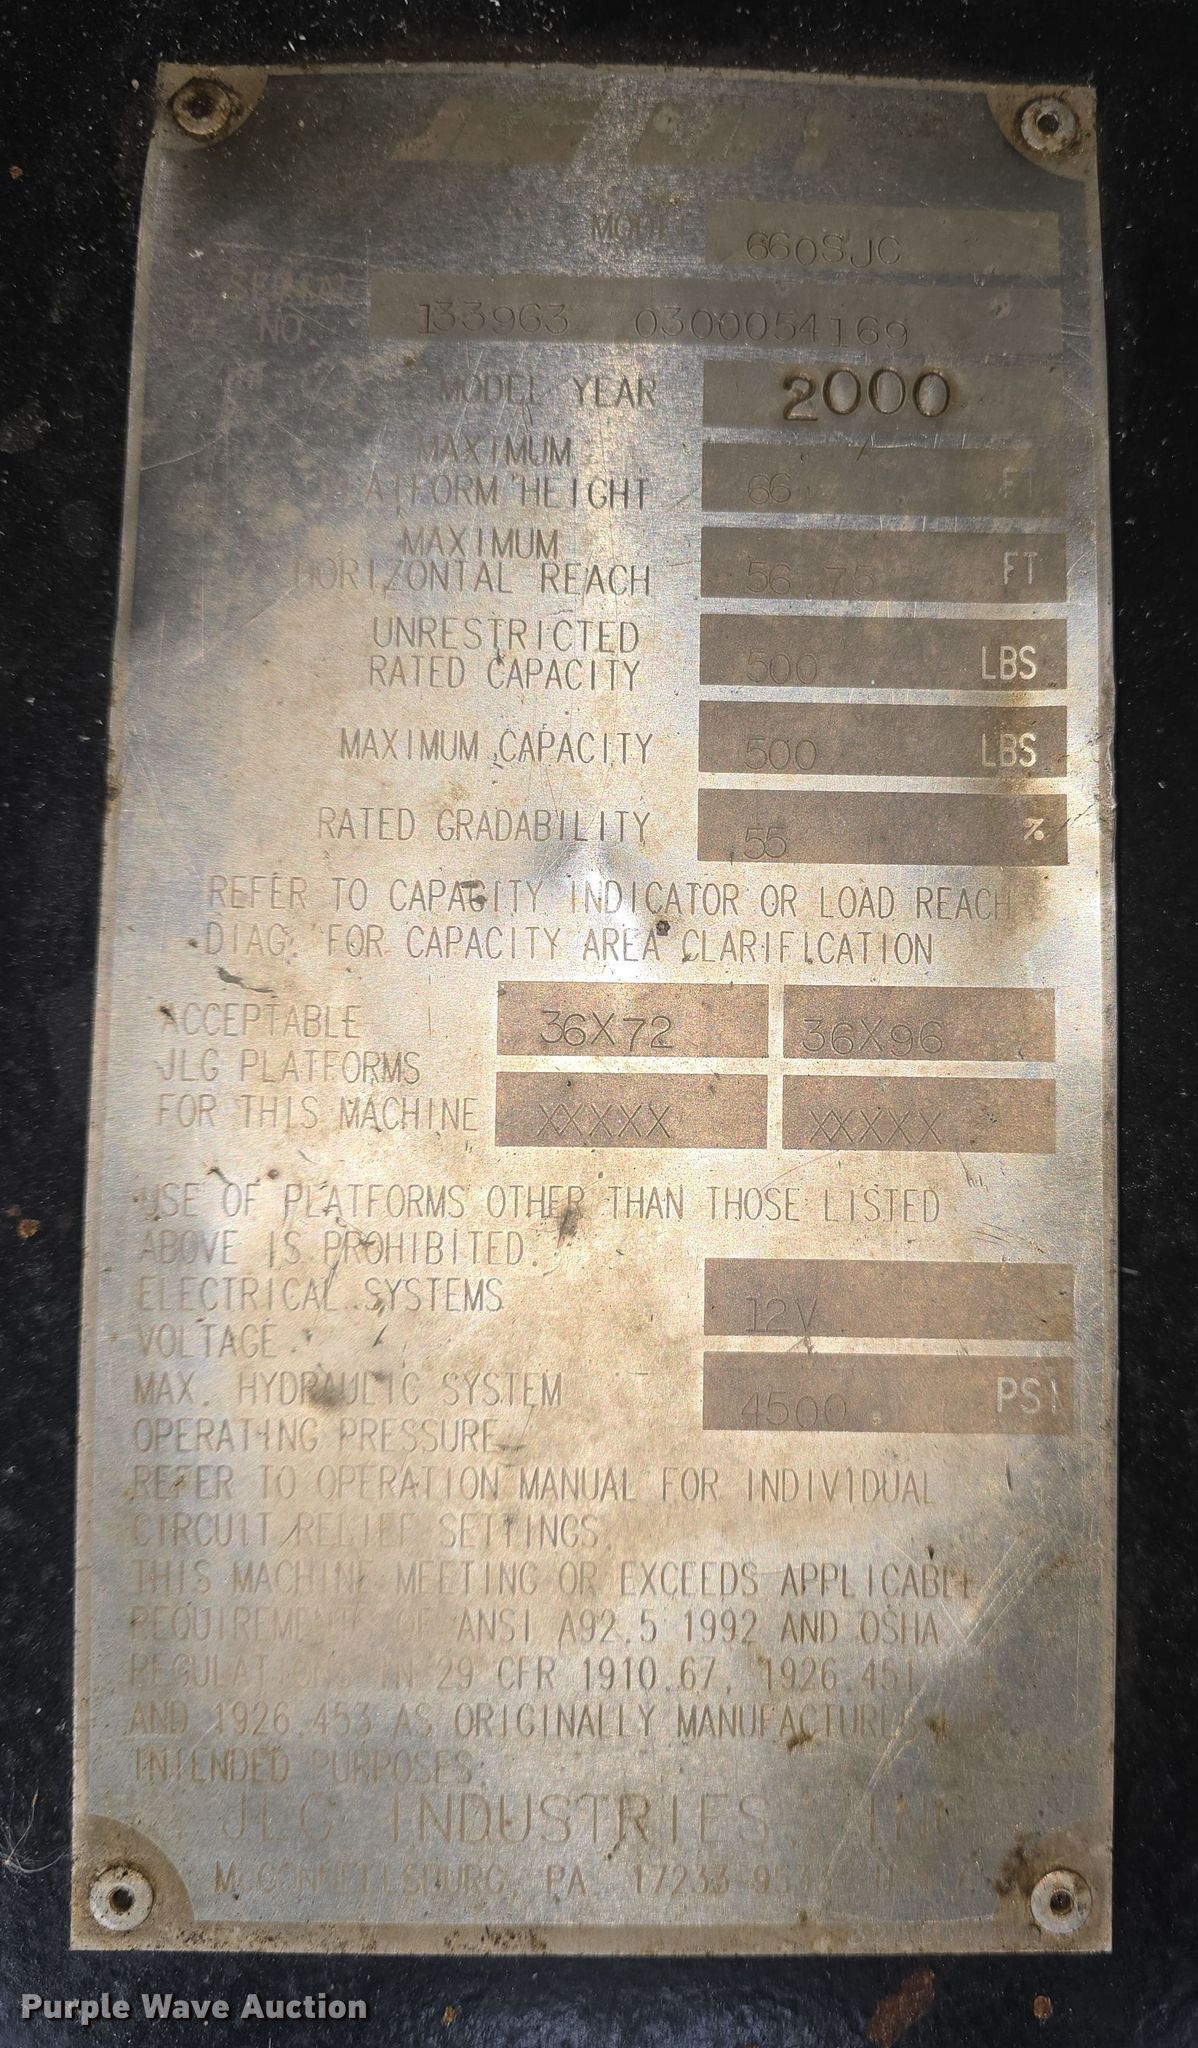 MODEL 660SJC
SERIAL
NO. 133963 0300054169
MODEL YEAR 2000
MAXIMUM
PLATFORM HEIGHT 66 FT
MAXIMUM
HORIZONTAL REACH 56.75 FT
UNRESTRICTED
RATED CAPACITY 500 LBS
MAXIMUM CAPACITY 500 LBS
RATED GRADABILITY 55 %
REFER TO CAPACITY INDICATOR OR LOAD REACH
DIAG. FOR CAPACITY AREA CLARIFICATION
ACCEPTABLE 36X72 36X96
JLG PLATFORMS
FOR THIS MACHINE XXXXX XXXXX
USE OF PLATFORMS OTHER THAN THOSE LISTED
ABOVE IS PROHIBITED.
ELECTRICAL SYSTEMS
VOLTAGE 12V
MAX. HYDRAULIC SYSTEM
OPERATING PRESSURE 4500 PSI
REFER TO OPERATION MANUAL FOR INDIVIDUAL
CIRCUIT RELIEF SETTINGS.
THIS MACHINE MEETING OR EXCEEDS APPLICABLE
REQUIREMENTS OF ANSI A92.5 1992 AND OSHA
REGULATIONS IN 29 CFR 1910.67, 1926.451
AND 1926.453 AS ORIGINALLY MANUFACTURED FOR
INTENDED PURPOSES.
JLG INDUSTRIES, INC.
McCONNELLSBURG, PA 17233-9533
Purple Wave Auction